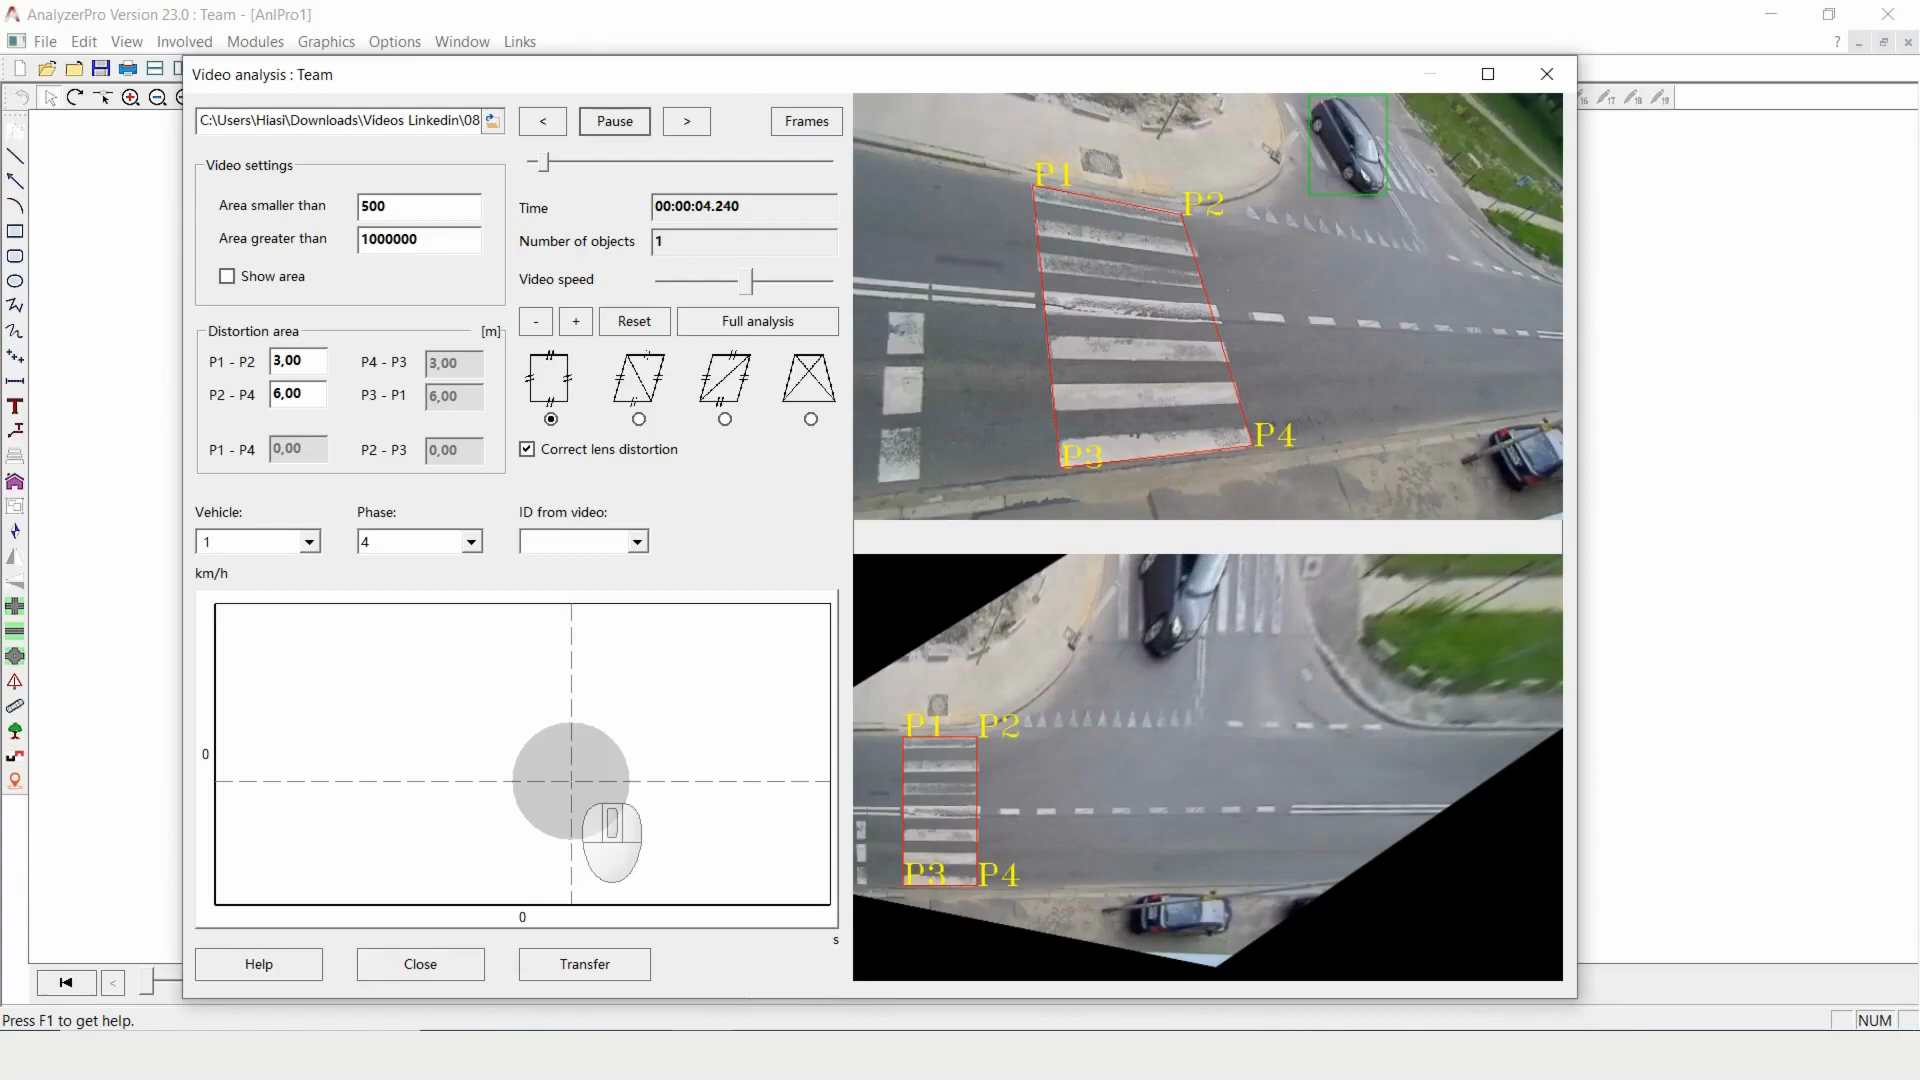 AnalyzerPro Version 23.0 : Team - [AnlPro1]
File Edit View Involved Modules Graphics Options Window Links
?
Video analysis : Team
C:\Users\Hiasi\Downloads\Videos Linkedin\08
< Pause > Frames
Video settings
Area smaller than 500
Area greater than 1000000
Show area
Time 00:00:04.240
Number of objects 1
Video speed
- + Reset Full analysis
Distortion area [m]
P1 - P2 3,00 P4 - P3 3,00
P2 - P4 6,00 P3 - P1 6,00
P1 - P4 0,00 P2 - P3 0,00
Correct lens distortion
Vehicle: Phase: ID from video:
1 4
km/h
0
0
s
Help Close Transfer
P1
P2
P3
P4
P1 P2
P3 P4
16 17 18 19
<
Press F1 to get help.
NUM